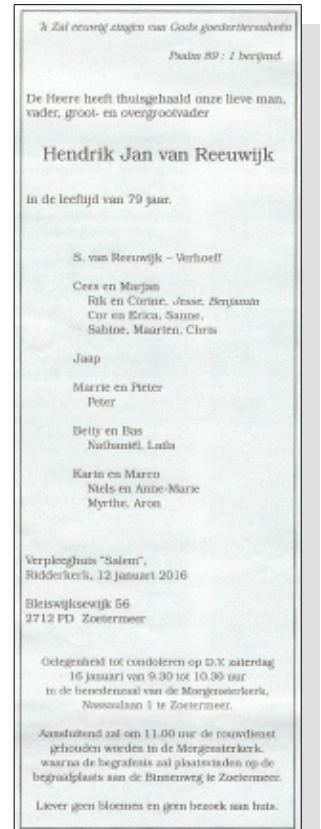 'k Zal eeuwig zingen van Gods goedertierenheên
Psalm 89 : 1 berijmd.
De Heere heeft thuisgehaald onze lieve man,
vader, groot- en overgrootvader
Hendrik Jan van Reeuwijk
in de leeftijd van 79 jaar.
S. van Reeuwijk – Verhoeff
Cees en Marjan
Rik en Corine, Jesse, Benjamin
Cor en Erica, Sanne,
Sabine, Maarten, Chris
Jaap
Marrie en Pieter
Peter
Betty en Bas
Nathaniël, Laila
Karin en Marco
Niels en Anne-Marie
Myrthe, Aron
Verpleeghuis "Salem",
Ridderkerk, 12 januari 2016
Bleiswijksewijk 56
2712 PD Zoetermeer
Gelegenheid tot condoleren op D.V. zaterdag
16 januari van 9.30 tot 10.30 uur
in de benedenzaal van de Morgensterkerk,
Nassaulaan 1 te Zoetermeer.
Aansluitend zal om 11.00 uur de rouwdienst
gehouden worden in de Morgensterkerk,
waarna de begrafenis zal plaatsvinden op de
begraafplaats aan de Binnenweg te Zoetermeer.
Liever geen bloemen en geen bezoek aan huis.